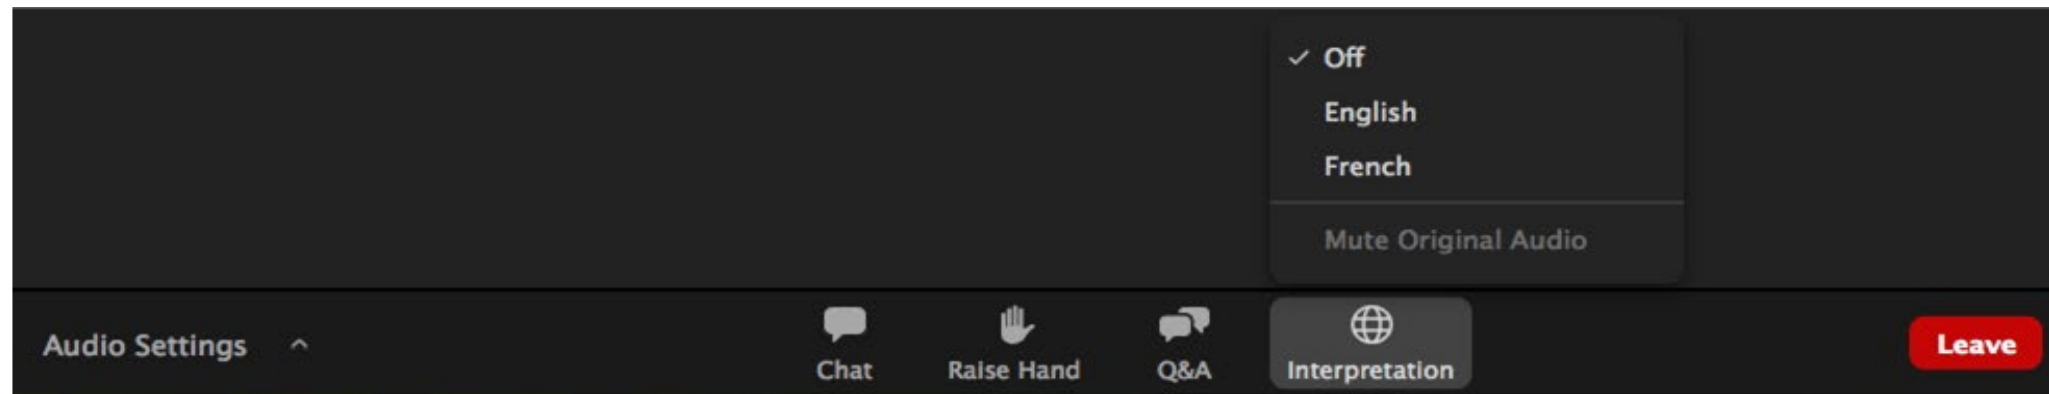 Off
English
French
Mute Original Audio
Audio Settings
Chat
Raise Hand
Q&A
Interpretation
Leave